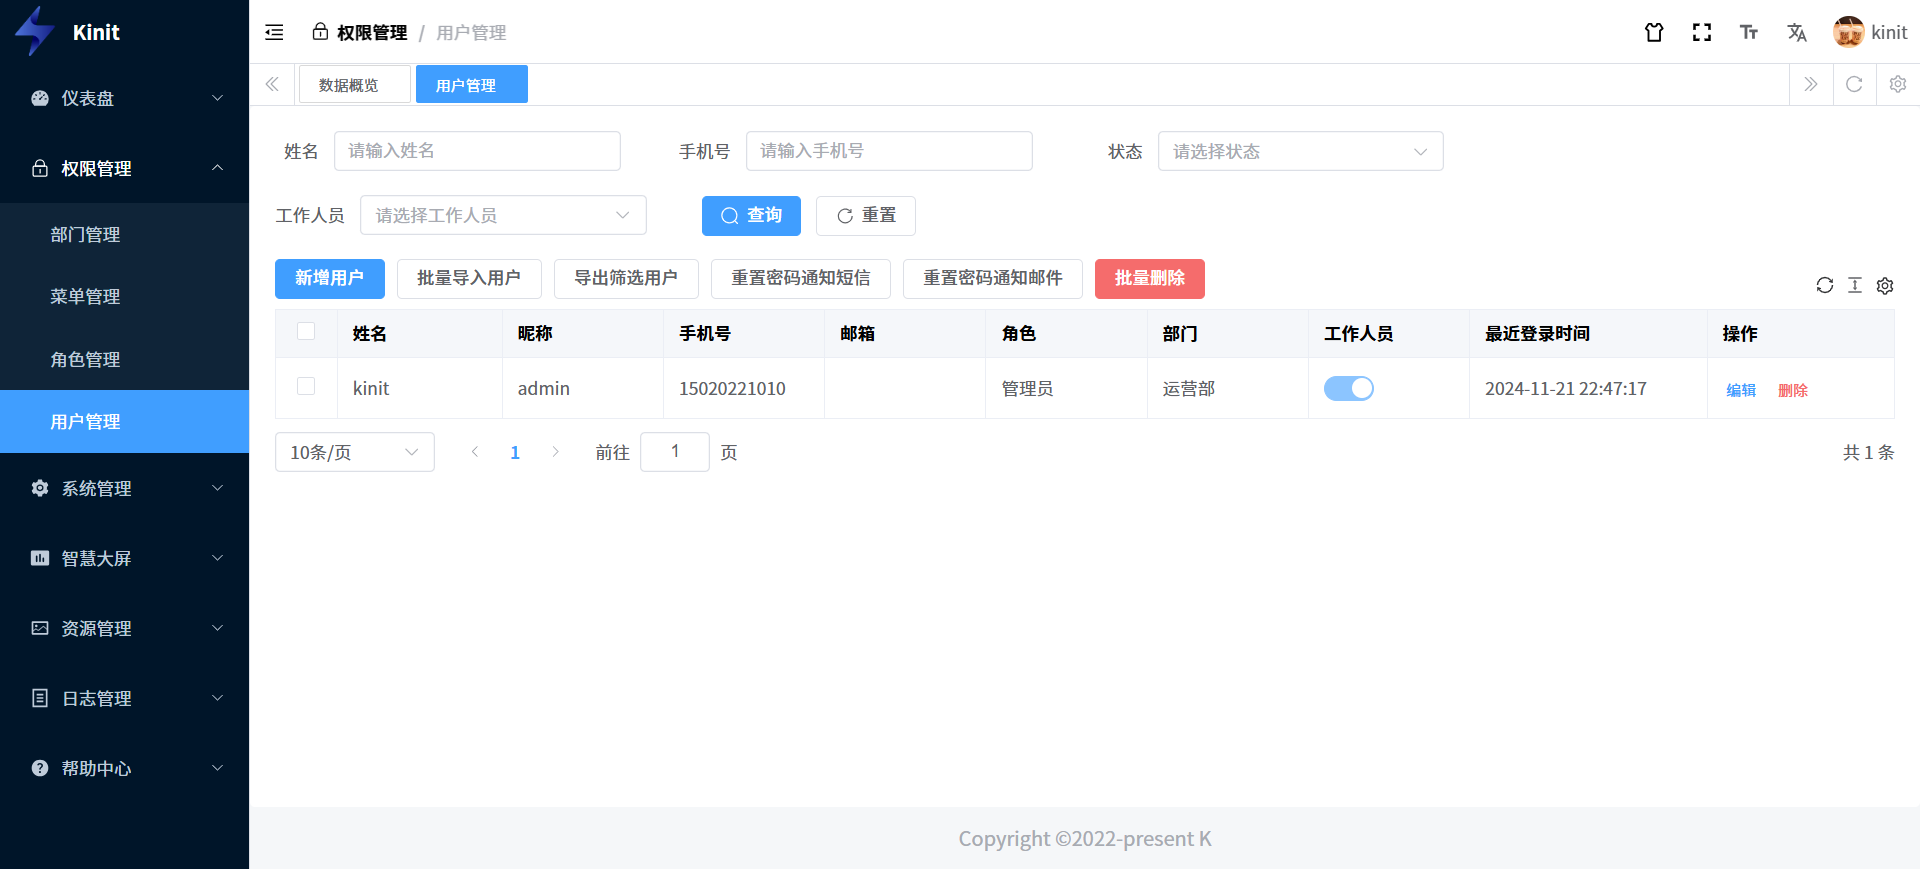 Kinit
权限管理 / 用户管理
kinit
仪表盘
权限管理
部门管理
菜单管理
角色管理
用户管理
系统管理
智慧大屏
资源管理
日志管理
帮助中心
数据概览 用户管理
姓名 请输入姓名 手机号 请输入手机号 状态 请选择状态
工作人员 请选择工作人员 查询 重置
新增用户 批量导入用户 导出筛选用户 重置密码通知短信 重置密码通知邮件 批量删除
姓名 昵称 手机号 邮箱 角色 部门 工作人员 最近登录时间 操作
kinit admin 15020221010 管理员 运营部 2024-11-21 22:47:17 编辑 删除
10条/页 1 前往 1 页 共 1 条
Copyright ©2022-present K